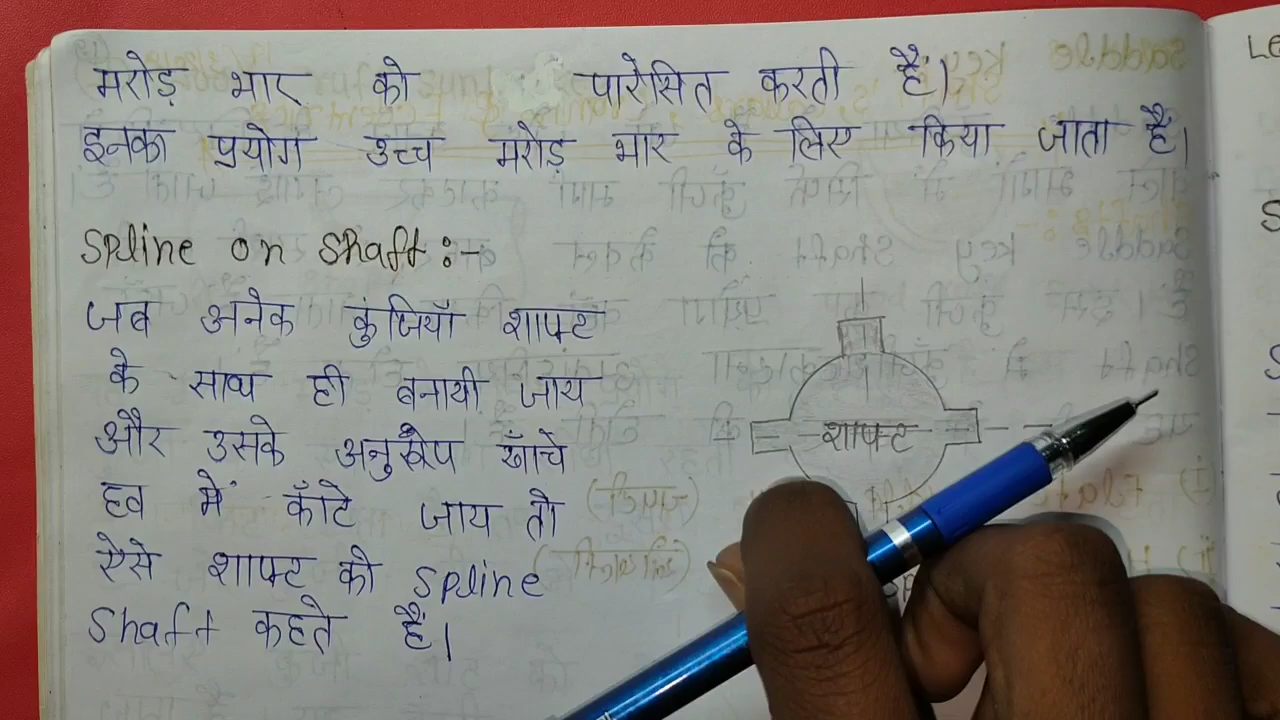 मरोड़ भार को पारेसित करती हैं।
इनका प्रयोग उच्च मरोड़ भार के लिए किया जाता है।
Spline on Shaft :-
जब अनेक कुंजियाँ शाफ्ट
के साथ ही बनायी जाय
और उसके अनुरूप खाँचे
हव में काँटे जाय तो
ऐसे शाफ्ट को Spline
Shaft कहते हैं।
शाफ्ट